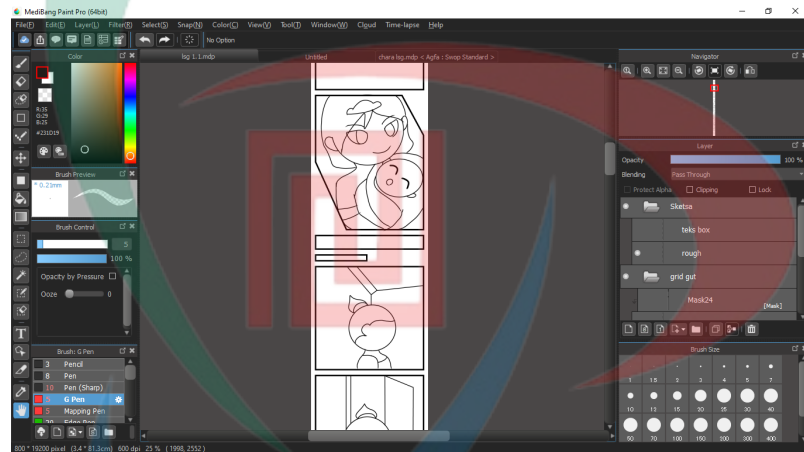 MediBang Paint Pro (64bit)
File(F) Edit(E) Layer(L) Filter(R) Select(S) Snap(N) Color(C) View(V) Tool(T) Window(W) Cloud Time-lapse Help
No Option
Color
lsg 1.1.mdp
Untitled
chara lsg.mdp < Agfa : Swop Standard >
Navigator
R:35
G:29
B:25
#231D19
Brush Preview
* 0.21mm
Brush Control
5
100 %
Opacity by Pressure
Ooze 0
Brush: G Pen
3 Pencil
8 Pen
10 Pen (Sharp)
5 G Pen
5 Mapping Pen
20 Edge Pen
Layer
Opacity 100 %
Blending Pass Through
Protect Alpha Clipping Lock
Sketsa
teks box
rough
grid gut
Mask24
[Mask]
Brush Size
1 1.5 2 3 4 5 7
10 13 15 20 25 30 40
50 70 100 150 200 300 400
800 * 19200 pixel (3.4 * 81.3cm) 600 dpi 25 % ( 1998, 2552 )